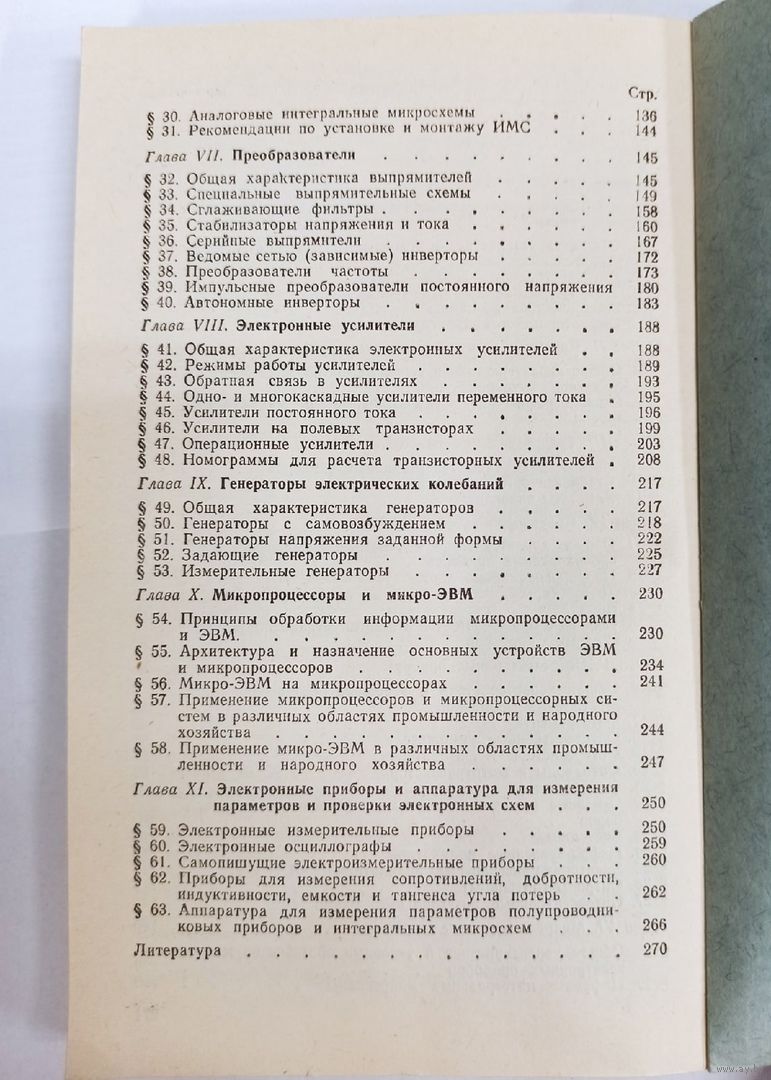 Стр.
§ 30. Аналоговые интегральные микросхемы . . . . . 136
§ 31. Рекомендации по установке и монтажу ИМС . . . 144
Глава VII. Преобразователи . . . . . . . . . 145
§ 32. Общая характеристика выпрямителей . . . . . 145
§ 33. Специальные выпрямительные схемы . . . . . 149
§ 34. Сглаживающие фильтры . . . . . . . . . 158
§ 35. Стабилизаторы напряжения и тока . . . . . . 160
§ 36. Серийные выпрямители . . . . . . . . . 167
§ 37. Ведомые сетью (зависимые) инверторы . . . . . 172
§ 38. Преобразователи частоты . . . . . . . . 173
§ 39. Импульсные преобразователи постоянного напряжения 180
§ 40. Автономные инверторы . . . . . . . . . 183
Глава VIII. Электронные усилители . . . . . . . 188
§ 41. Общая характеристика электронных усилителей . . 188
§ 42. Режимы работы усилителей . . . . . . . 189
§ 43. Обратная связь в усилителях . . . . . . . 193
§ 44. Одно- и многокаскадные усилители переменного тока . 195
§ 45. Усилители постоянного тока . . . . . . . . 196
§ 46. Усилители на полевых транзисторах . . . . . 199
§ 47. Операционные усилители . . . . . . . . . 203
§ 48. Номограммы для расчета транзисторных усилителей . 208
Глава IX. Генераторы электрических колебаний . . . . 217
§ 49. Общая характеристика генераторов . . . . . 217
§ 50. Генераторы с самовозбуждением . . . . . . 218
§ 51. Генераторы напряжения заданной формы . . . . 222
§ 52. Задающие генераторы . . . . . . . . . 225
§ 53. Измерительные генераторы . . . . . . . . 227
Глава X. Микропроцессоры и микро-ЭВМ . . . . . 230
§ 54. Принципы обработки информации микропроцессорами
и ЭВМ. . . . . . . . . . . . . . 230
§ 55. Архитектура и назначение основных устройств ЭВМ
и микропроцессоров . . . . . . . . . . 234
§ 56. Микро-ЭВМ на микропроцессорах . . . . . . 241
§ 57. Применение микропроцессоров и микропроцессорных си-
стем в различных областях промышленности и народного
хозяйства . . . . . . . . . . . . . 244
§ 58. Применение микро-ЭВМ в различных областях промыш-
ленности и народного хозяйства . . . . . . 247
Глава XI. Электронные приборы и аппаратура для измерения
параметров и проверки электронных схем . . . 250
§ 59. Электронные измерительные приборы . . . . . 250
§ 60. Электронные осциллографы . . . . . . . . 259
§ 61. Самопишущие электроизмерительные приборы . . . 260
§ 62. Приборы для измерения сопротивлений, добротности,
индуктивности, емкости и тангенса угла потерь . . 262
§ 63. Аппаратура для измерения параметров полупроводни-
ковых приборов и интегральных микросхем . . . 266
Литература . . . . . . . . . . . . . . 270